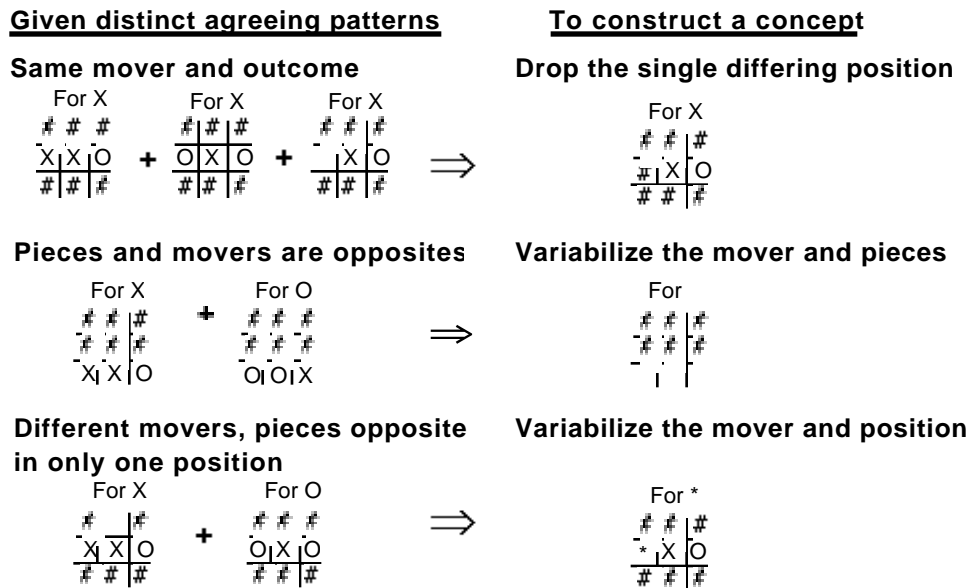 Given distinct agreeing patterns To construct a concept
Same mover and outcome Drop the single differing position
For X For X For X For X
# # # # # # # # # # # #
X X O + O X O + X O ⇒ # X O
# # # # # # # # # # # #
Pieces and movers are opposites Variabilize the mover and pieces
For X + For O For
# # # # # # # # #
# # # # # # ⇒ # # #
X X O O O X
Different movers, pieces opposite Variabilize the mover and position
in only one position
For X For O For *
# # # # # # # #
X X O + O X O ⇒ * X O
# # # # # # # # #